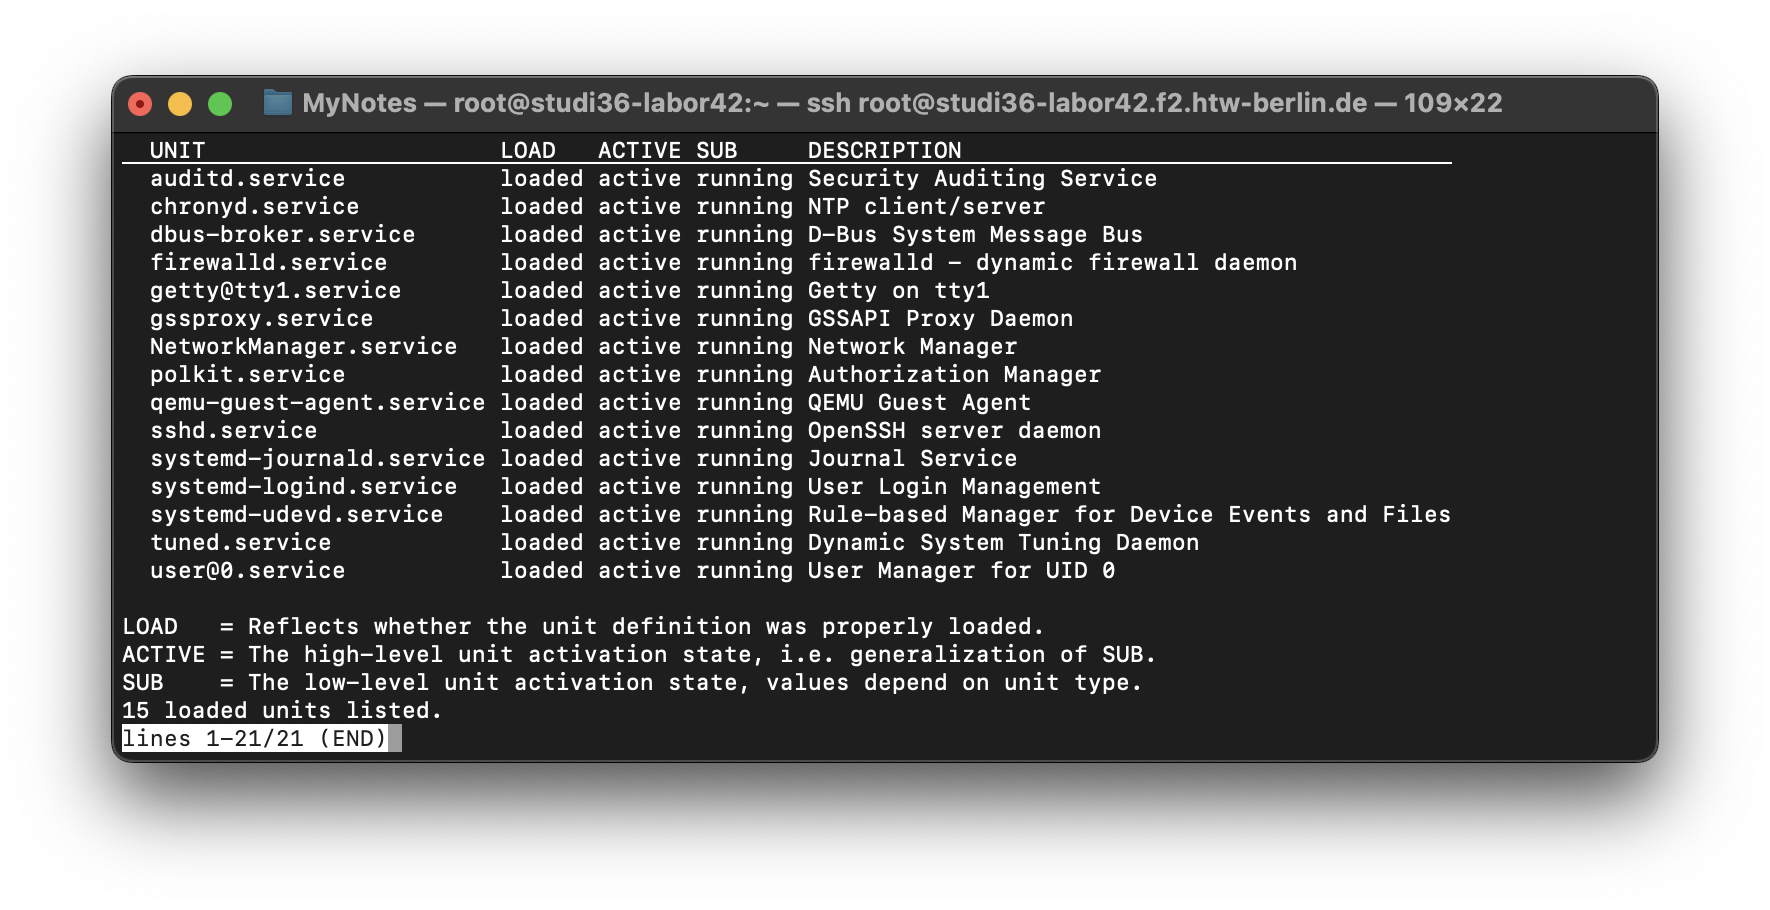 MyNotes — root@studi36-labor42:~ — ssh root@studi36-labor42.f2.htw-berlin.de — 109×22
UNIT                     LOAD   ACTIVE SUB     DESCRIPTION
auditd.service           loaded active running Security Auditing Service
chronyd.service          loaded active running NTP client/server
dbus-broker.service      loaded active running D-Bus System Message Bus
firewalld.service        loaded active running firewalld - dynamic firewall daemon
getty@tty1.service       loaded active running Getty on tty1
gssproxy.service         loaded active running GSSAPI Proxy Daemon
NetworkManager.service   loaded active running Network Manager
polkit.service           loaded active running Authorization Manager
qemu-guest-agent.service loaded active running QEMU Guest Agent
sshd.service             loaded active running OpenSSH server daemon
systemd-journald.service loaded active running Journal Service
systemd-logind.service   loaded active running User Login Management
systemd-udevd.service    loaded active running Rule-based Manager for Device Events and Files
tuned.service            loaded active running Dynamic System Tuning Daemon
user@0.service           loaded active running User Manager for UID 0
LOAD   = Reflects whether the unit definition was properly loaded.
ACTIVE = The high-level unit activation state, i.e. generalization of SUB.
SUB    = The low-level unit activation state, values depend on unit type.
15 loaded units listed.
lines 1-21/21 (END)